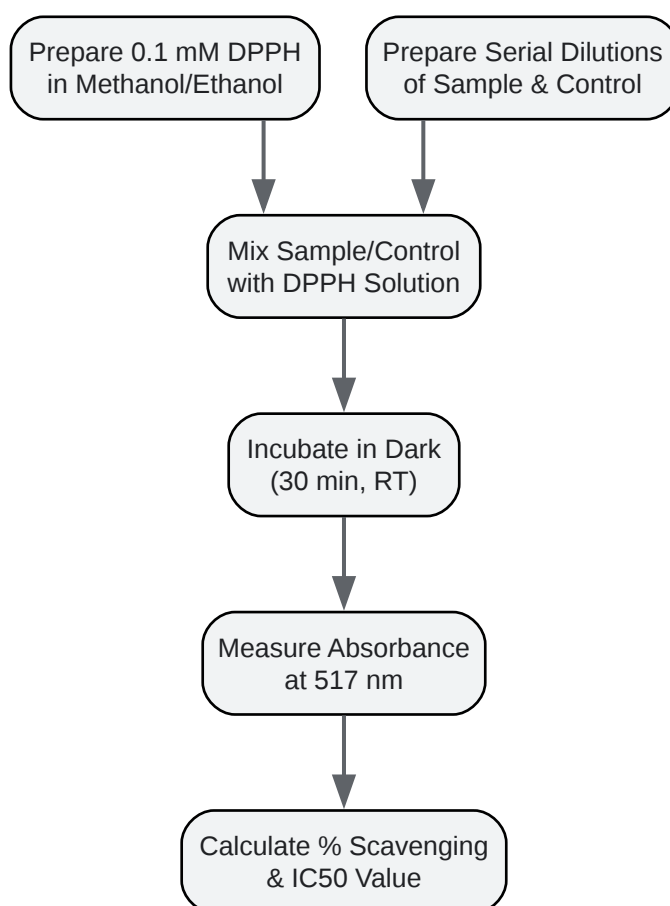 Prepare 0.1 mM DPPH
in Methanol/Ethanol
Prepare Serial Dilutions
of Sample & Control
Mix Sample/Control
with DPPH Solution
Incubate in Dark
(30 min, RT)
Measure Absorbance
at 517 nm
Calculate % Scavenging
& IC50 Value